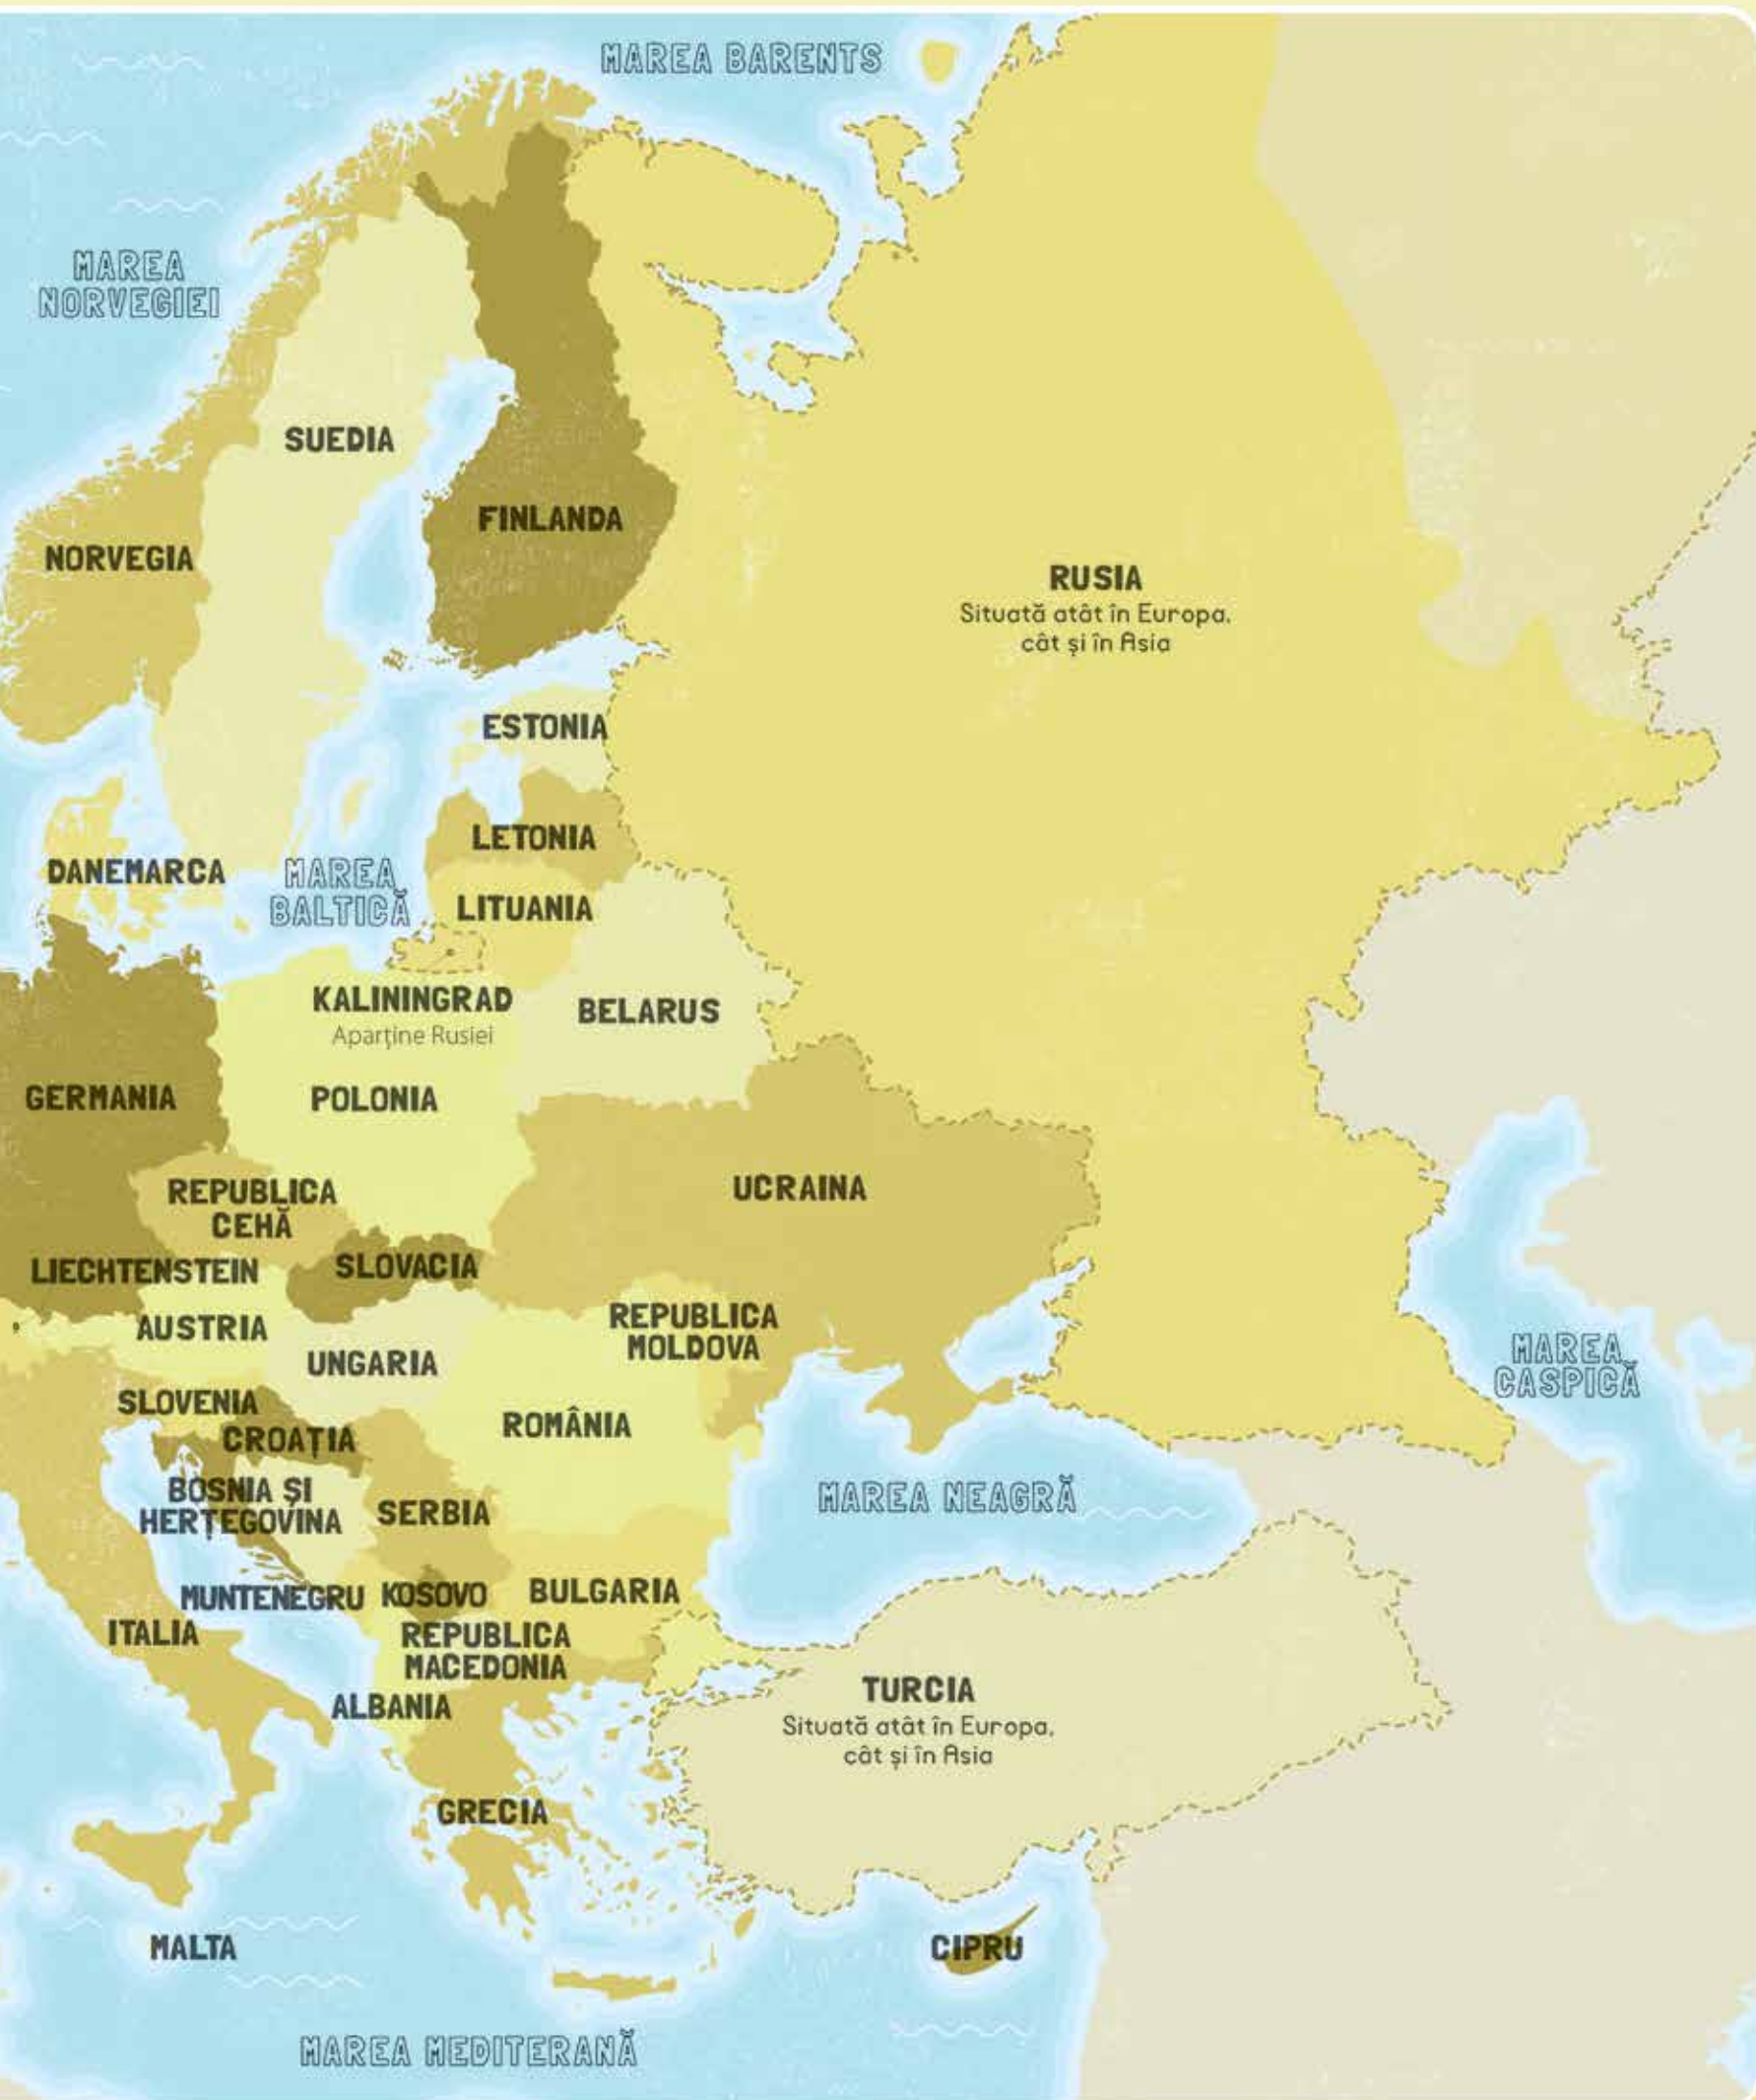 MAREA BARENTS
MAREA
NORVEGIEI
SUEDIA
FINLANDA
NORVEGIA
RUSIA
Situată atât în Europa,
cât și în Asia
ESTONIA
LETONIA
DANEMARCA
MAREA
BALTICĂ
LITUANIA
KALININGRAD
Aparține Rusiei
BELARUS
GERMANIA
POLONIA
UCRAINA
REPUBLICA
CEHĂ
LIECHTENSTEIN
SLOVACIA
AUSTRIA
REPUBLICA
MOLDOVA
UNGARIA
MAREA
CASPICĂ
SLOVENIA
CROAȚIA
ROMÂNIA
BOSNIA ȘI
HERȚEGOVINA
SERBIA
MAREA NEAGRĂ
MUNTENEGRU
KOSOVO
BULGARIA
ITALIA
REPUBLICA
MACEDONIA
ALBANIA
TURCIA
Situată atât în Europa,
cât și în Asia
GRECIA
MALTA
CIPRU
MAREA MEDITERANĂ